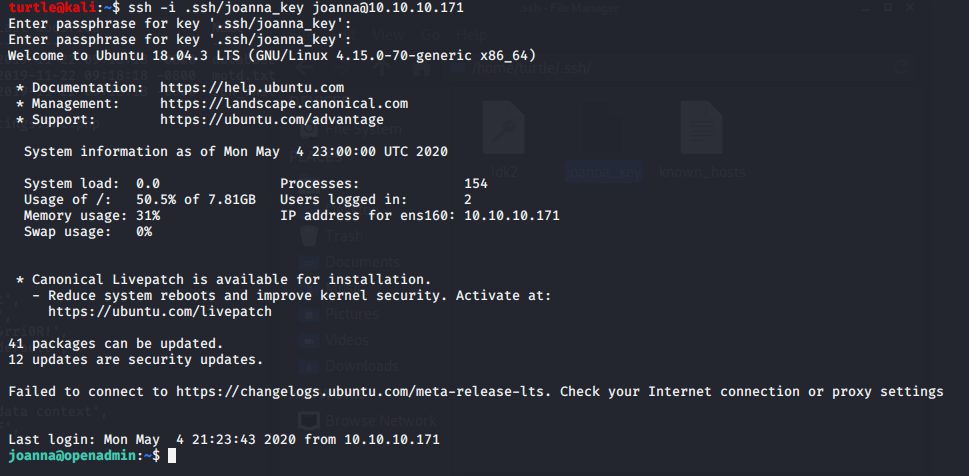 turtle@kali:~$ ssh -i .ssh/joanna_key joanna@10.10.10.171
Enter passphrase for key '.ssh/joanna_key':
Enter passphrase for key '.ssh/joanna_key':
Welcome to Ubuntu 18.04.3 LTS (GNU/Linux 4.15.0-70-generic x86_64)

 * Documentation:  https://help.ubuntu.com
 * Management:     https://landscape.canonical.com
 * Support:        https://ubuntu.com/advantage

  System information as of Mon May  4 23:00:00 UTC 2020

  System load:  0.0               Processes:             154
  Usage of /:   50.5% of 7.81GB   Users logged in:       2
  Memory usage: 31%               IP address for ens160: 10.10.10.171
  Swap usage:   0%

 * Canonical Livepatch is available for installation.
   - Reduce system reboots and improve kernel security. Activate at:
     https://ubuntu.com/livepatch

41 packages can be updated.
12 updates are security updates.

Failed to connect to https://changelogs.ubuntu.com/meta-release-lts. Check your Internet connection or proxy settings

Last login: Mon May  4 21:23:43 2020 from 10.10.10.171
joanna@openadmin:~$
joanna_key
known_hosts
Trash
Pictures
Videos
Downloads
Browse Network